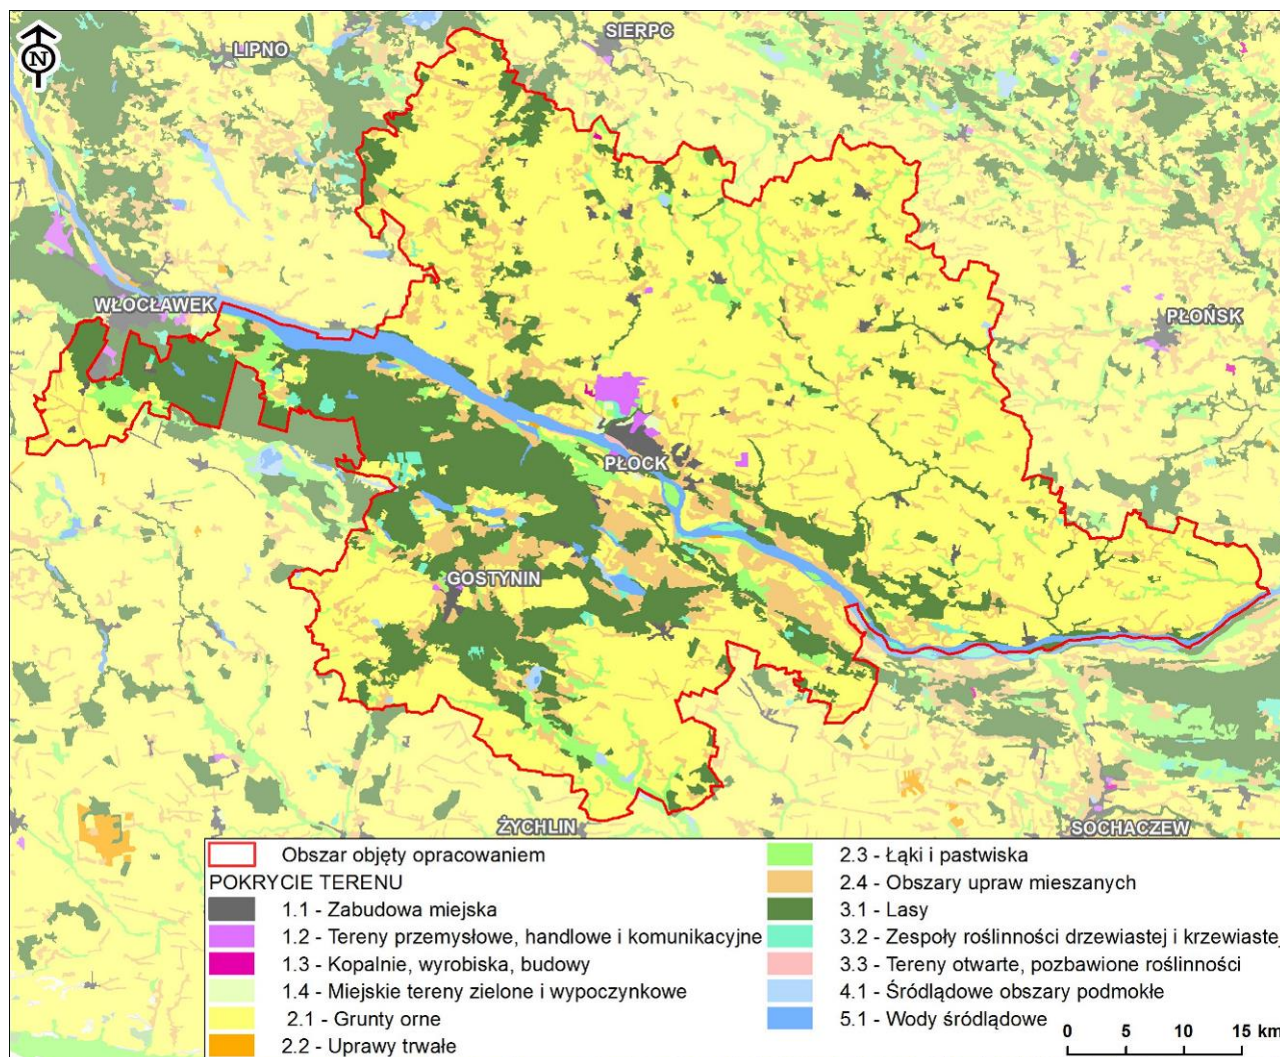 N
LIPNO
SIERPC
WŁOCŁAWEK
PŁOŃSK
PŁOCK
GOSTYNIN
ŻYCHLIN
SOCHACZEW
Obszar objęty opracowaniem
POKRYCIE TERENU
1.1 - Zabudowa miejska
1.2 - Tereny przemysłowe, handlowe i komunikacyjne
1.3 - Kopalnie, wyrobiska, budowy
1.4 - Miejskie tereny zielone i wypoczynkowe
2.1 - Grunty orne
2.2 - Uprawy trwałe
2.3 - Łąki i pastwiska
2.4 - Obszary upraw mieszanych
3.1 - Lasy
3.2 - Zespoły roślinności drzewiastej i krzewiastej
3.3 - Tereny otwarte, pozbawione roślinności
4.1 - Śródlądowe obszary podmokłe
5.1 - Wody śródlądowe
0 5 10 15 km